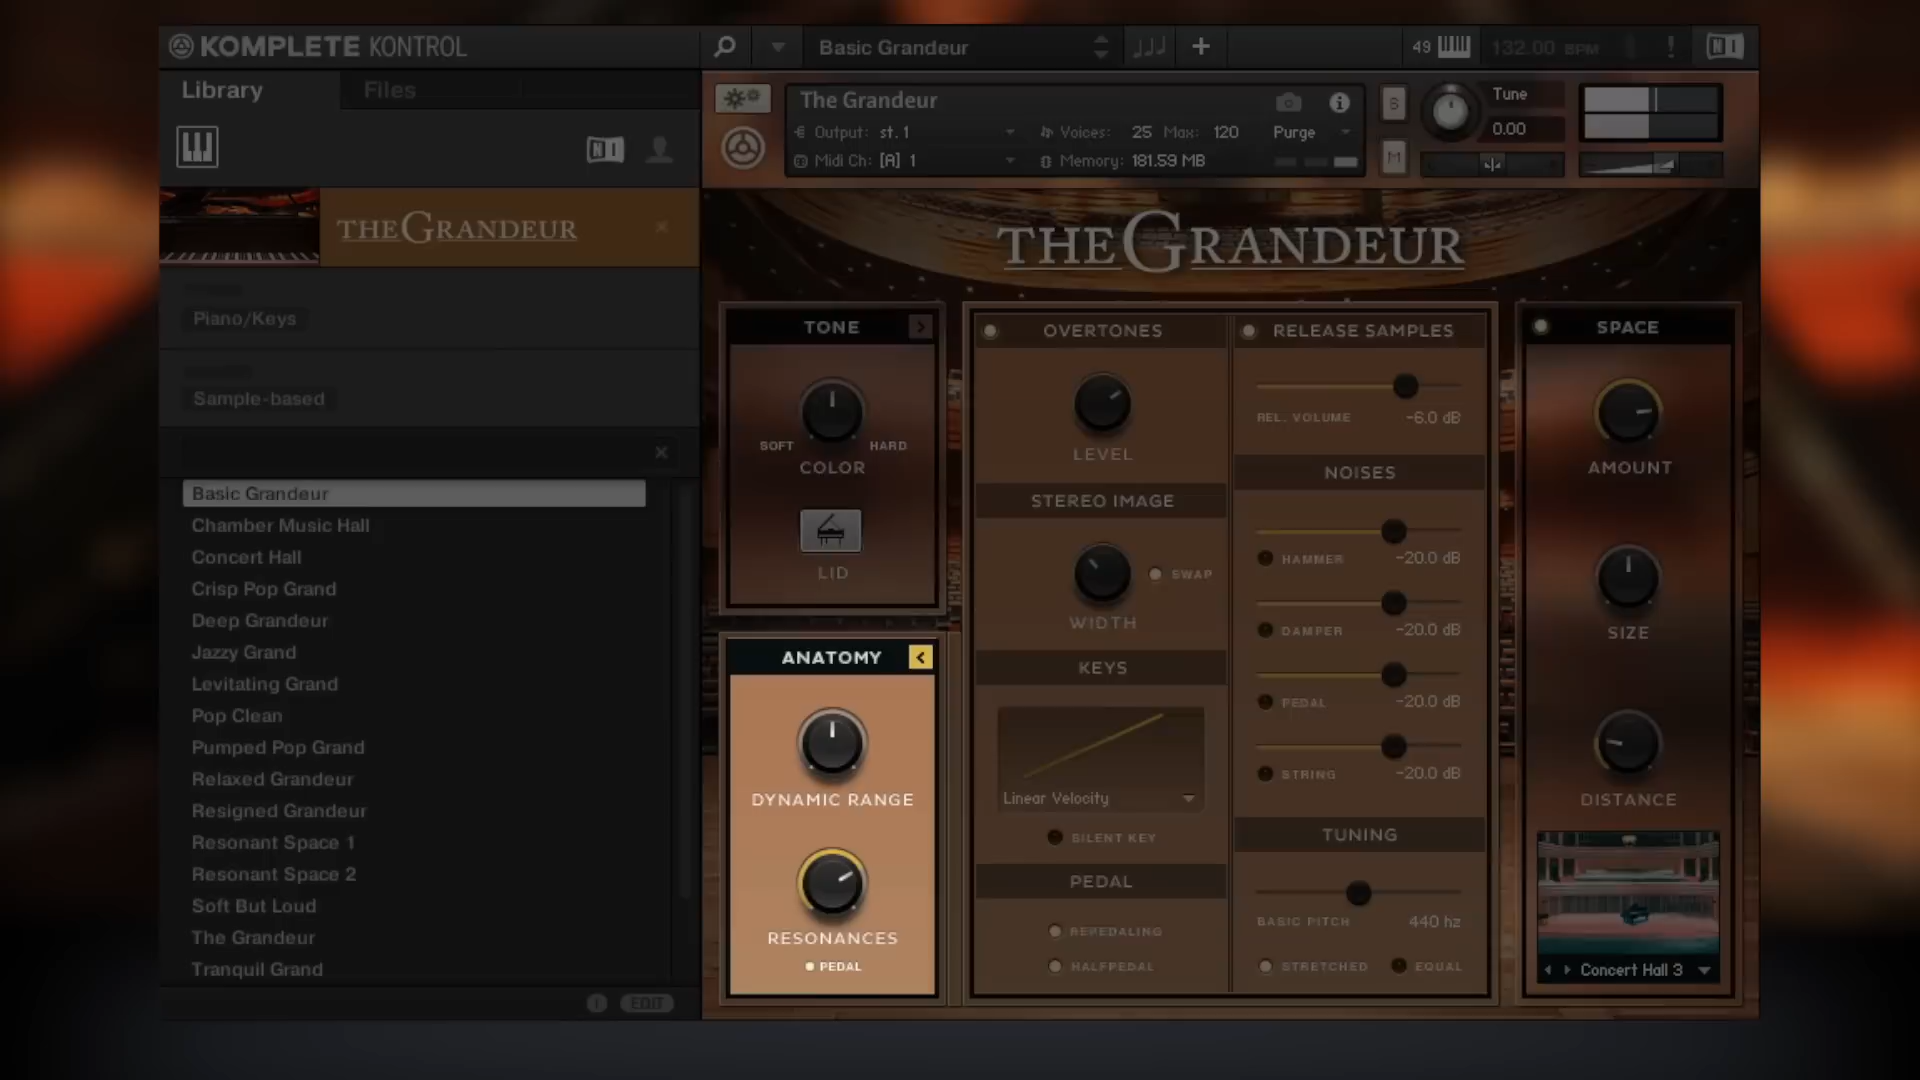 KOMPLETE KONTROL
Basic Grandeur
49
132.00 BPM
NI
Library
Files
NI
THE GRANDEUR
Piano/Keys
Sample-based
Basic Grandeur
Chamber Music Hall
Concert Hall
Crisp Pop Grand
Deep Grandeur
Jazzy Grand
Levitating Grand
Pop Clean
Pumped Pop Grand
Relaxed Grandeur
Resigned Grandeur
Resonant Space 1
Resonant Space 2
Soft But Loud
The Grandeur
Tranquil Grand
EDIT
The Grandeur
Output: st. 1
Voices: 25 Max: 120
Purge
Midi Ch: [A] 1
Memory: 181.59 MB
S
M
Tune
0.00
THE GRANDEUR
TONE
SOFT
HARD
COLOR
LID
ANATOMY
DYNAMIC RANGE
RESONANCES
PEDAL
OVERTONES
LEVEL
STEREO IMAGE
SWAP
WIDTH
KEYS
Linear Velocity
SILENT KEY
PEDAL
REPEDALING
HALFPEDAL
RELEASE SAMPLES
REL. VOLUME -6.0 dB
NOISES
HAMMER -20.0 dB
DAMPER -20.0 dB
PEDAL -20.0 dB
STRING -20.0 dB
TUNING
BASIC PITCH 440 hz
STRETCHED EQUAL
SPACE
AMOUNT
SIZE
DISTANCE
Concert Hall 3